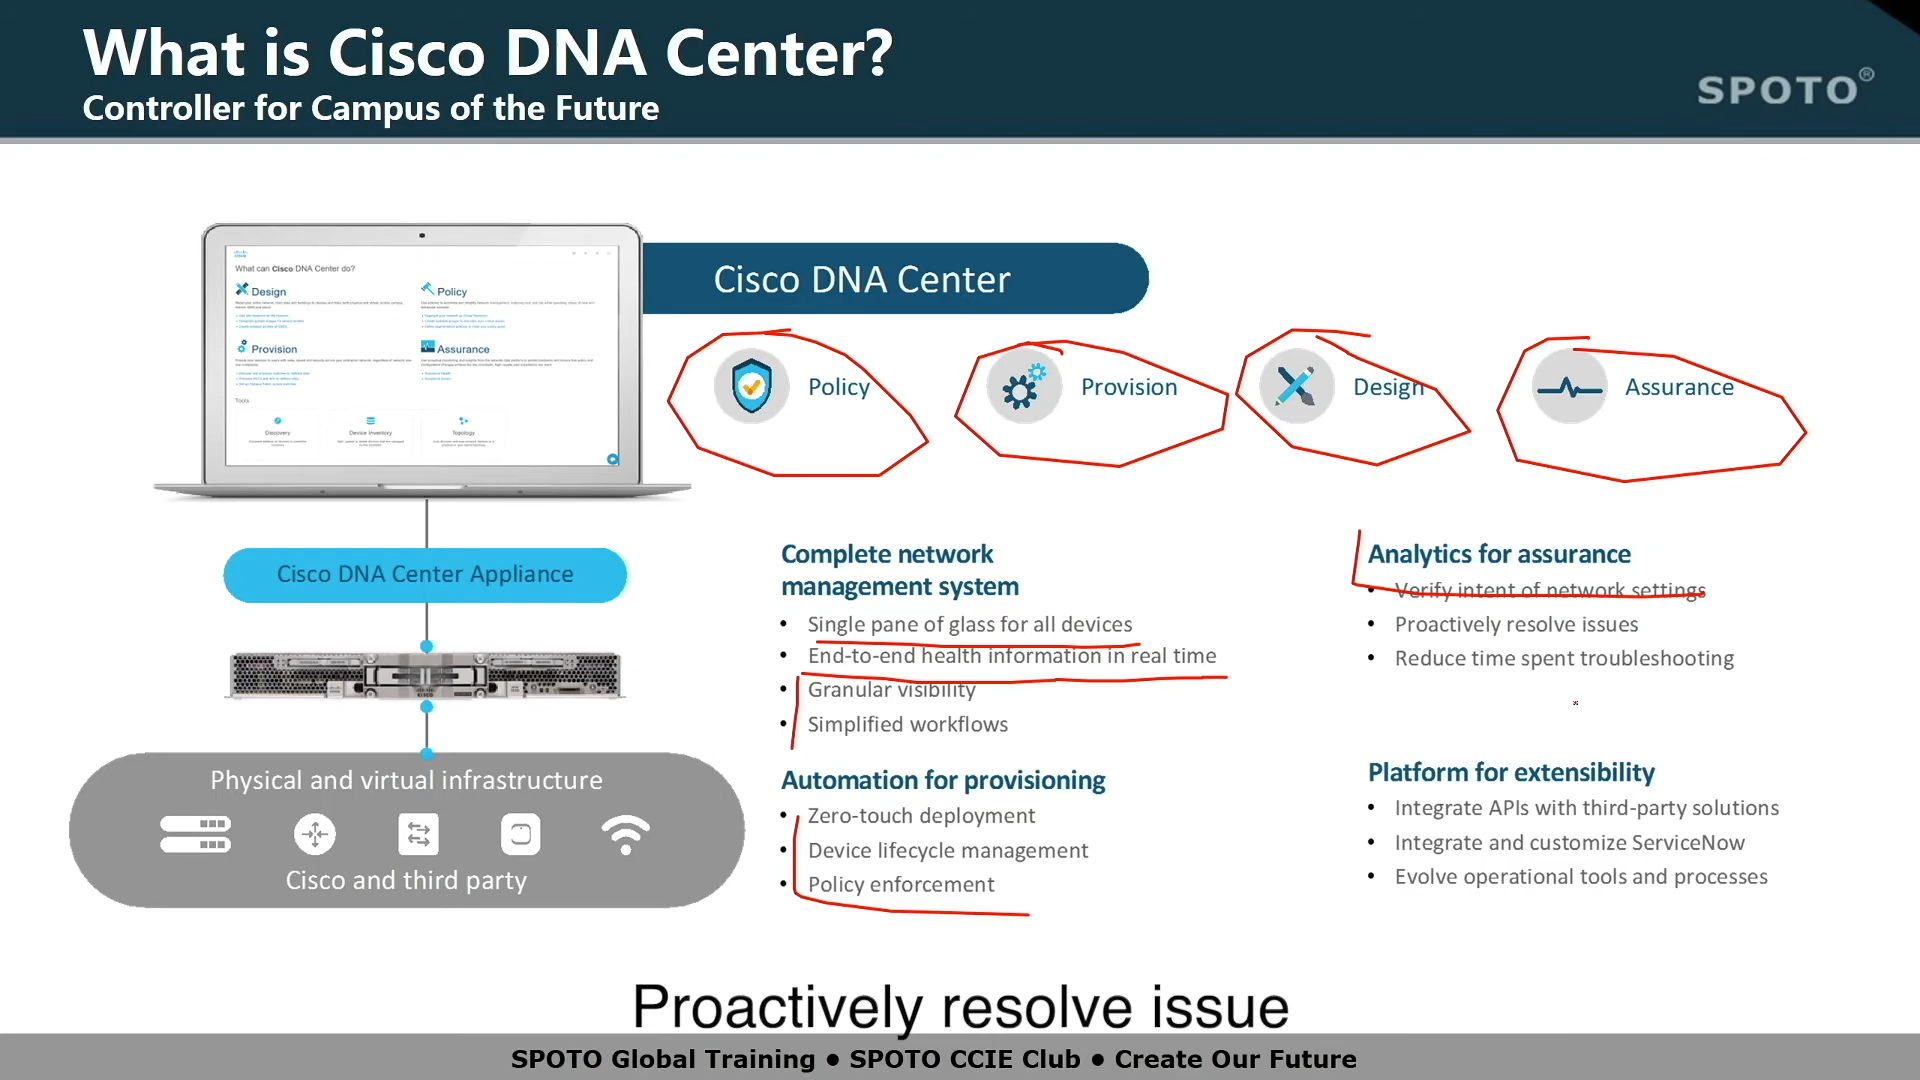 What is Cisco DNA Center?
Controller for Campus of the Future
SPOTO®
What can Cisco DNA Center do?
Design
Policy
Provision
Assurance
Tools
Discovery
Device Inventory
Topology
Cisco DNA Center
Policy
Provision
Design
Assurance
Cisco DNA Center Appliance
Physical and virtual infrastructure
Cisco and third party
Complete network
management system
• Single pane of glass for all devices
• End-to-end health information in real time
• Granular visibility
• Simplified workflows
Automation for provisioning
• Zero-touch deployment
• Device lifecycle management
• Policy enforcement
Analytics for assurance
• Verify intent of network settings
• Proactively resolve issues
• Reduce time spent troubleshooting
Platform for extensibility
• Integrate APIs with third-party solutions
• Integrate and customize ServiceNow
• Evolve operational tools and processes
Proactively resolve issue
SPOTO Global Training ● SPOTO CCIE Club ● Create Our Future